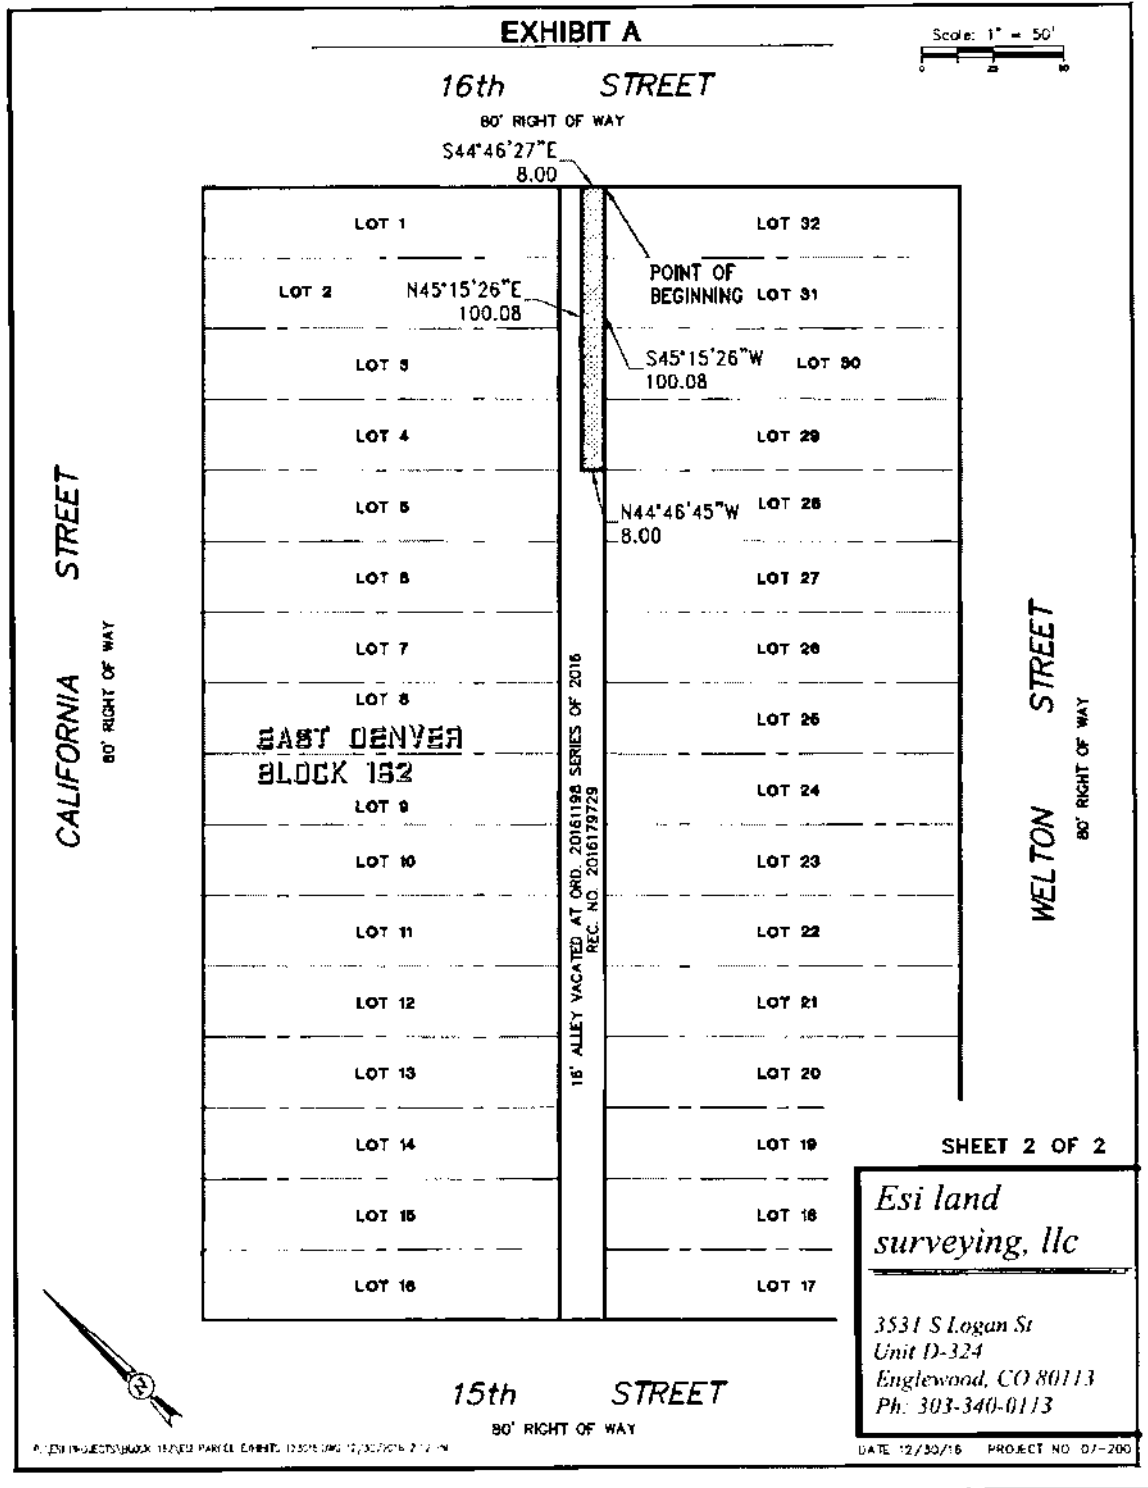 EXHIBIT A
Scale: 1" = 50'
0 25 50
16th STREET
80' RIGHT OF WAY
S44°46'27"E
8.00
LOT 1
LOT 32
POINT OF
BEGINNING
LOT 2
N45°15'26"E
100.08
LOT 31
LOT 3
S45°15'26"W
100.08
LOT 30
LOT 4
LOT 29
LOT 5
N44°46'45"W
8.00
LOT 28
LOT 6
LOT 27
LOT 7
LOT 26
LOT 8
LOT 25
EAST DENVER
BLOCK 162
LOT 9
LOT 24
LOT 10
LOT 23
LOT 11
LOT 22
LOT 12
LOT 21
LOT 13
LOT 20
LOT 14
LOT 19
LOT 15
LOT 18
LOT 16
LOT 17
CALIFORNIA STREET
80' RIGHT OF WAY
16' ALLEY VACATED AT ORD. 20161198 SERIES OF 2016
REC. NO. 2016179729
WELTON STREET
80' RIGHT OF WAY
SHEET 2 OF 2
Esi land
surveying, llc
3531 S Logan St
Unit D-324
Englewood, CO 80113
Ph: 303-340-0113
N
15th STREET
80' RIGHT OF WAY
DATE 12/30/16 PROJECT NO 07-200